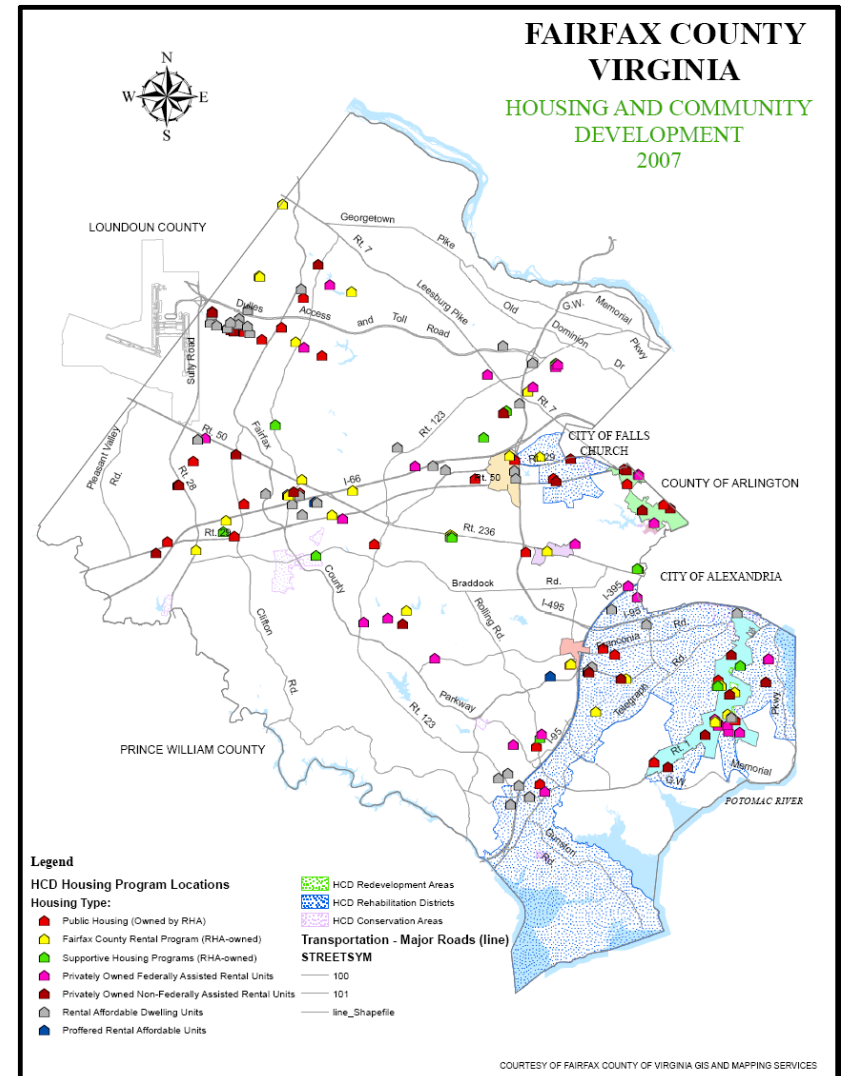 FAIRFAX COUNTY
VIRGINIA
HOUSING AND COMMUNITY
DEVELOPMENT
2007
N
W
E
S
LOUNDOUN COUNTY
Georgetown
Pike
Rt. 7
Leesburg Pike
Old
Dominion
Dr
G.W.
Memorial
Pkwy
Dulles
Access
and
Toll
Road
Sully Road
Rt. 123
Rt. 7
Pleasant Valley
Rd.
Rt. 50
Rt. 28
Fairfax
I-66
CITY OF FALLS
CHURCH
Rt. 29
Rt. 50
COUNTY OF ARLINGTON
Rt. 29
Rt. 236
County
Braddock
Rd.
CITY OF ALEXANDRIA
I-395
I-495
I-95
Rolling Rd.
Clifton
Rd.
Franconia
Rd.
Rd.
Telegraph
Parkway
Rt. 123
I-95
Pkwy
Rt. 1
G.W.
Memorial
PRINCE WILLIAM COUNTY
POTOMAC RIVER
Gunston
Rd.
Legend
HCD Housing Program Locations
Housing Type:
Public Housing (Owned by RHA)
Fairfax County Rental Program (RHA-owned)
Supportive Housing Programs (RHA-owned)
Privately Owned Federally Assisted Rental Units
Privately Owned Non-Federally Assisted Rental Units
Rental Affordable Dwelling Units
Proffered Rental Affordable Units
HCD Redevelopment Areas
HCD Rehabilitation Districts
HCD Conservation Areas
Transportation - Major Roads (line)
STREETSYM
100
101
line_Shapefile
COURTESY OF FAIRFAX COUNTY OF VIRGINIA GIS AND MAPPING SERVICES